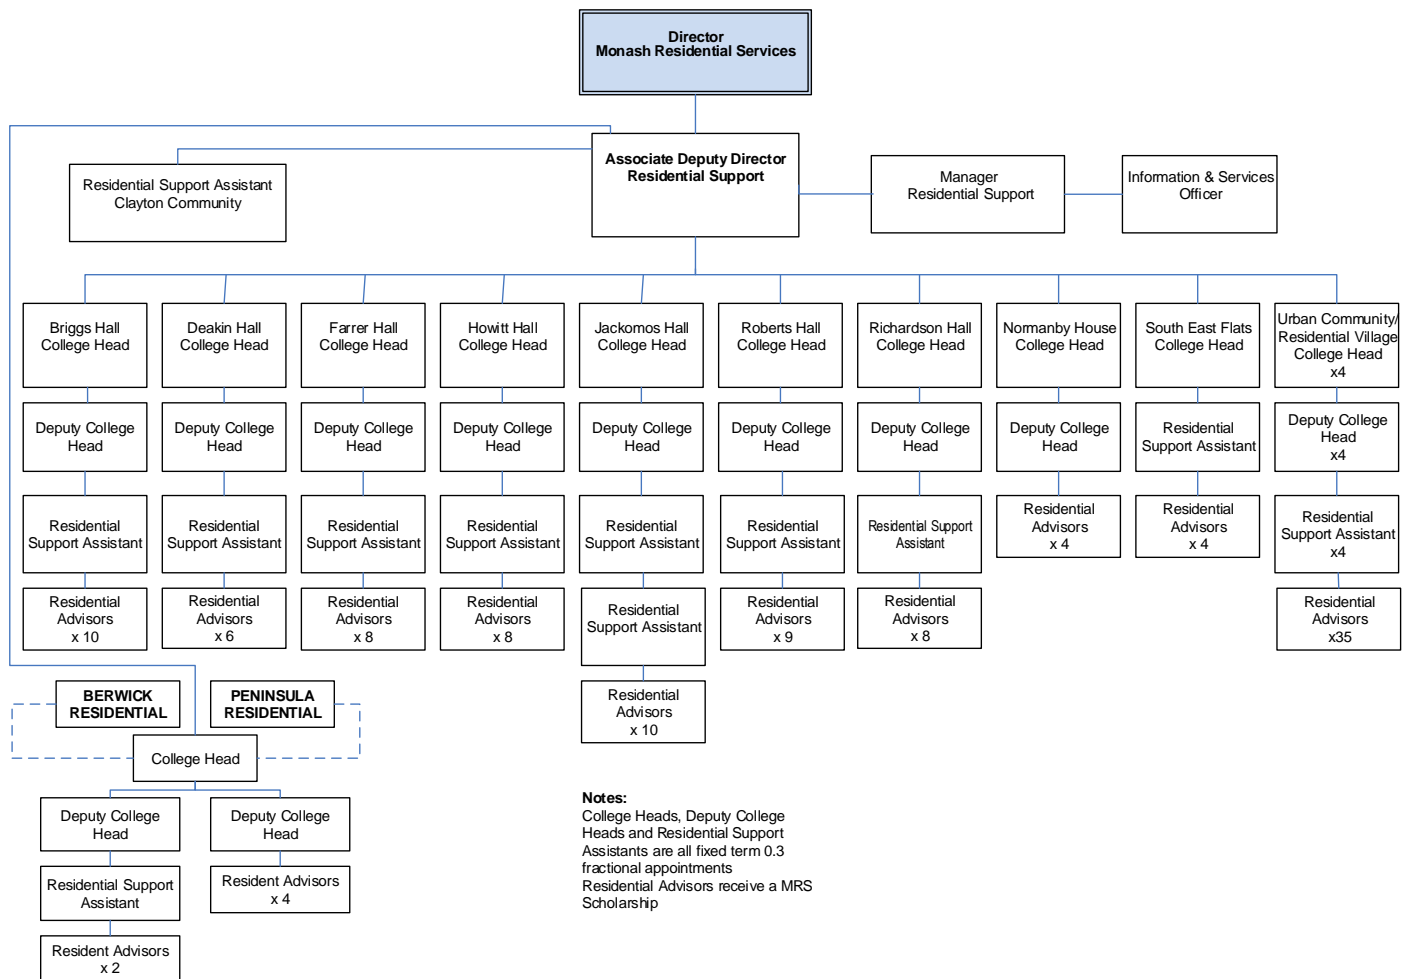 Director
Monash Residential Services
Associate Deputy Director
Residential Support
Residential Support Assistant
Clayton Community
Manager
Residential Support
Information & Services
Officer
Briggs Hall
College Head
Deakin Hall
College Head
Farrer Hall
College Head
Howitt Hall
College Head
Jackomos Hall
College Head
Roberts Hall
College Head
Richardson Hall
College Head
Normanby House
College Head
South East Flats
College Head
Urban Community/
Residential Village
College Head
x4
Deputy College
Head
Deputy College
Head
Deputy College
Head
Deputy College
Head
Deputy College
Head
Deputy College
Head
Deputy College
Head
Deputy College
Head
Residential
Support Assistant
Deputy College
Head
x4
Residential
Support Assistant
Residential
Support Assistant
Residential
Support Assistant
Residential
Support Assistant
Residential
Support Assistant
Residential
Support Assistant
Residential Support
Assistant
Residential
Advisors
x 4
Residential
Advisors
x 4
Residential
Support Assistant
x4
Residential
Advisors
x 10
Residential
Advisors
x 6
Residential
Advisors
x 8
Residential
Advisors
x 8
Residential
Support Assistant
Residential
Advisors
x 9
Residential
Advisors
x 8
Residential
Advisors
x35
Residential
Advisors
x 10
BERWICK
RESIDENTIAL
PENINSULA
RESIDENTIAL
College Head
Deputy College
Head
Deputy College
Head
Residential Support
Assistant
Resident Advisors
x 4
Resident Advisors
x 2
Notes:
College Heads, Deputy College
Heads and Residential Support
Assistants are all fixed term 0.3
fractional appointments
Residential Advisors receive a MRS
Scholarship